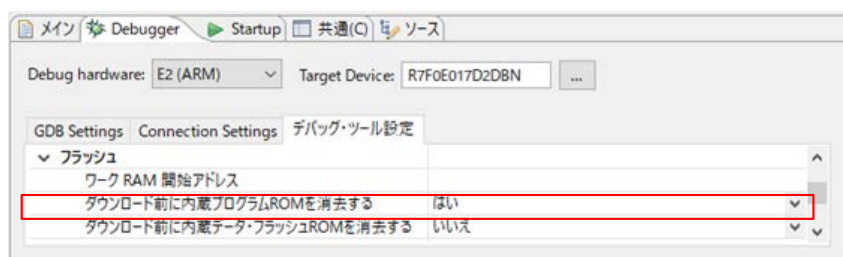 メイン Debugger Startup 共通(C) ソース
Debug hardware: E2 (ARM) Target Device: R7F0E017D2DBN ...
GDB Settings Connection Settings デバッグ・ツール設定
フラッシュ
ワーク RAM 開始アドレス
ダウンロード前に内蔵プログラムROMを消去する はい
ダウンロード前に内蔵データ・フラッシュROMを消去する いいえ